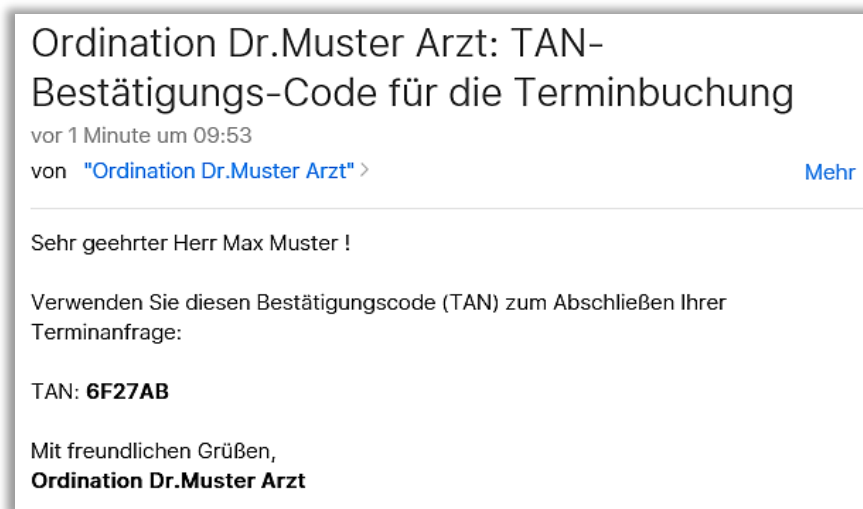 Ordination Dr.Muster Arzt: TAN-
Bestätigungs-Code für die Terminbuchung
vor 1 Minute um 09:53
von "Ordination Dr.Muster Arzt" >
Mehr
Sehr geehrter Herr Max Muster !
Verwenden Sie diesen Bestätigungscode (TAN) zum Abschließen Ihrer
Terminanfrage:
TAN: 6F27AB
Mit freundlichen Grüßen,
Ordination Dr.Muster Arzt